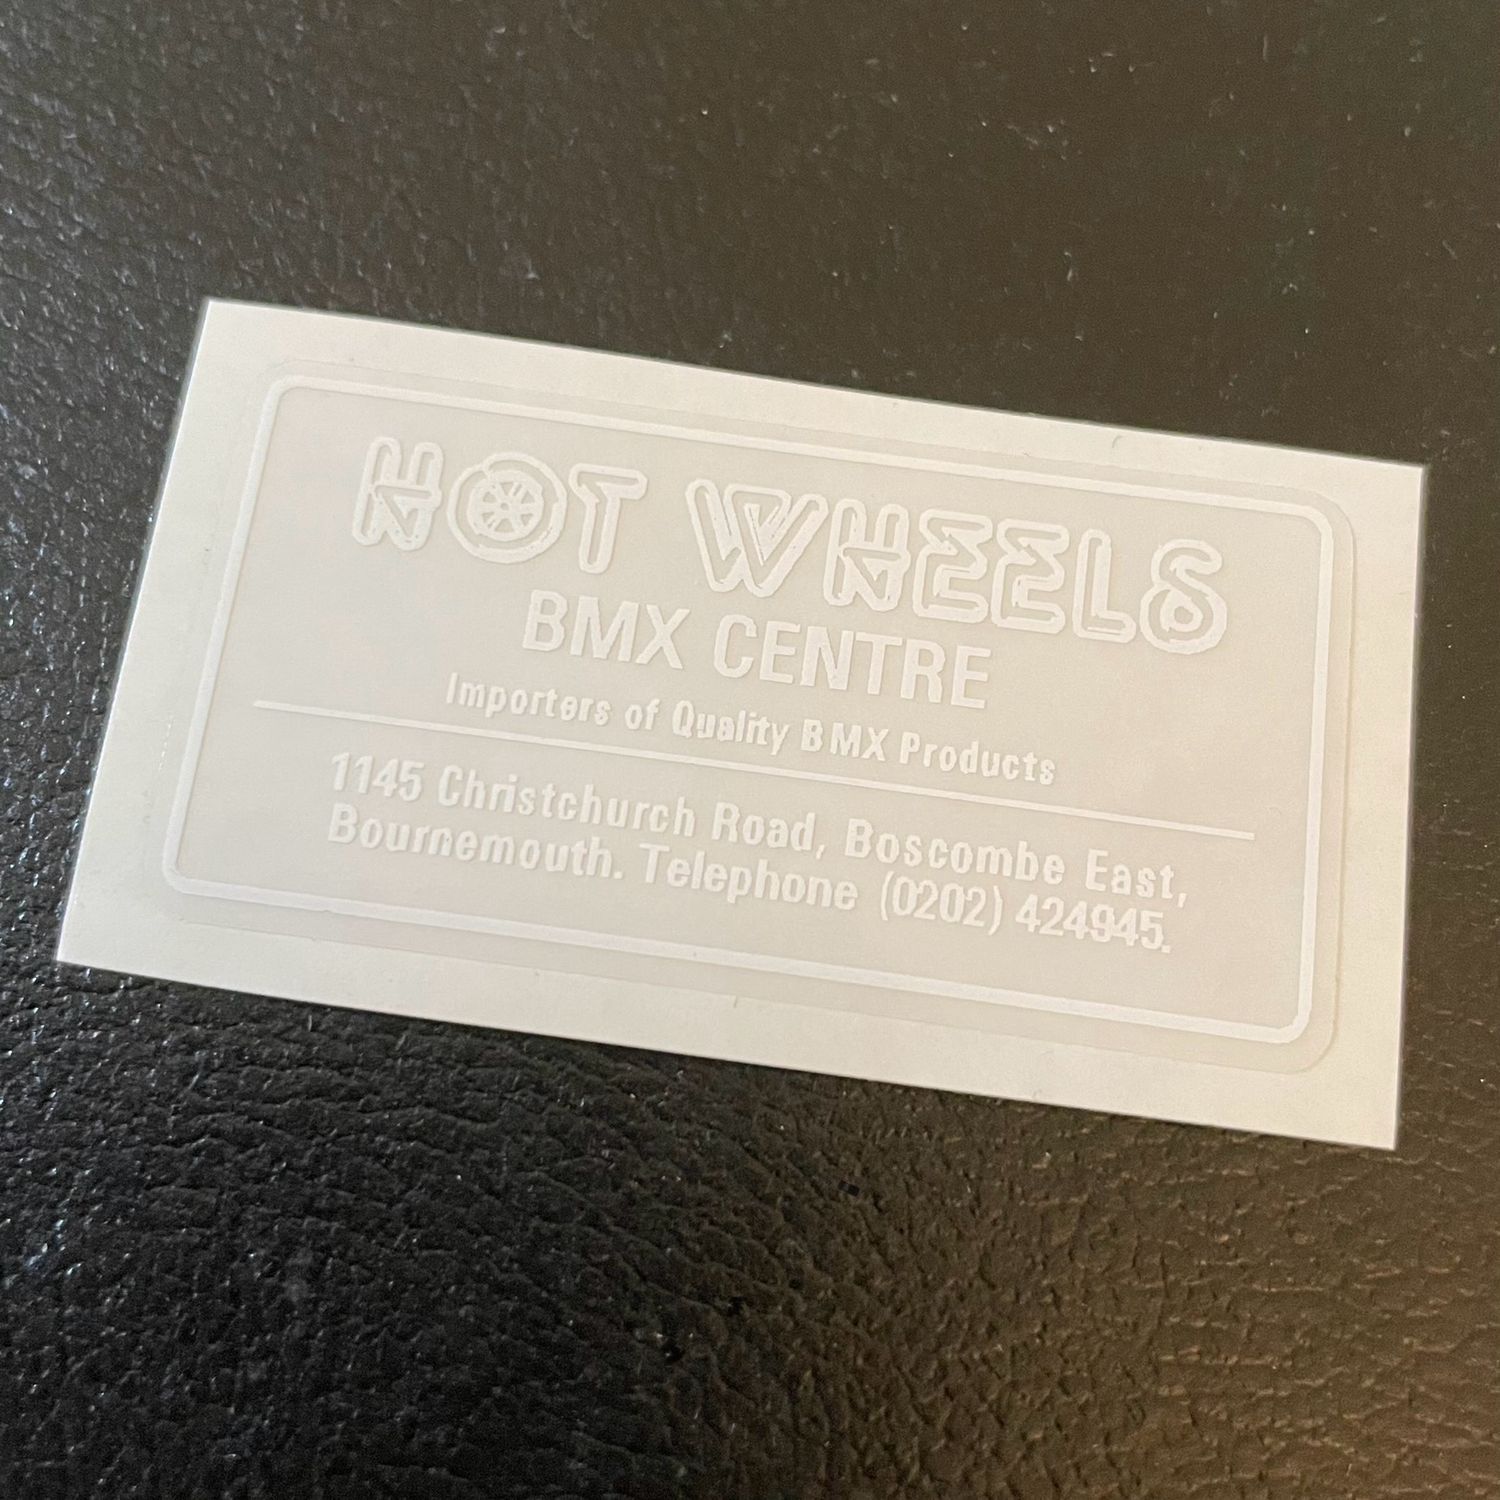 HOT WHEELS
BMX CENTRE
Importers of Quality BMX Products
1145 Christchurch Road, Boscombe East,
Bournemouth. Telephone (0202) 424945.